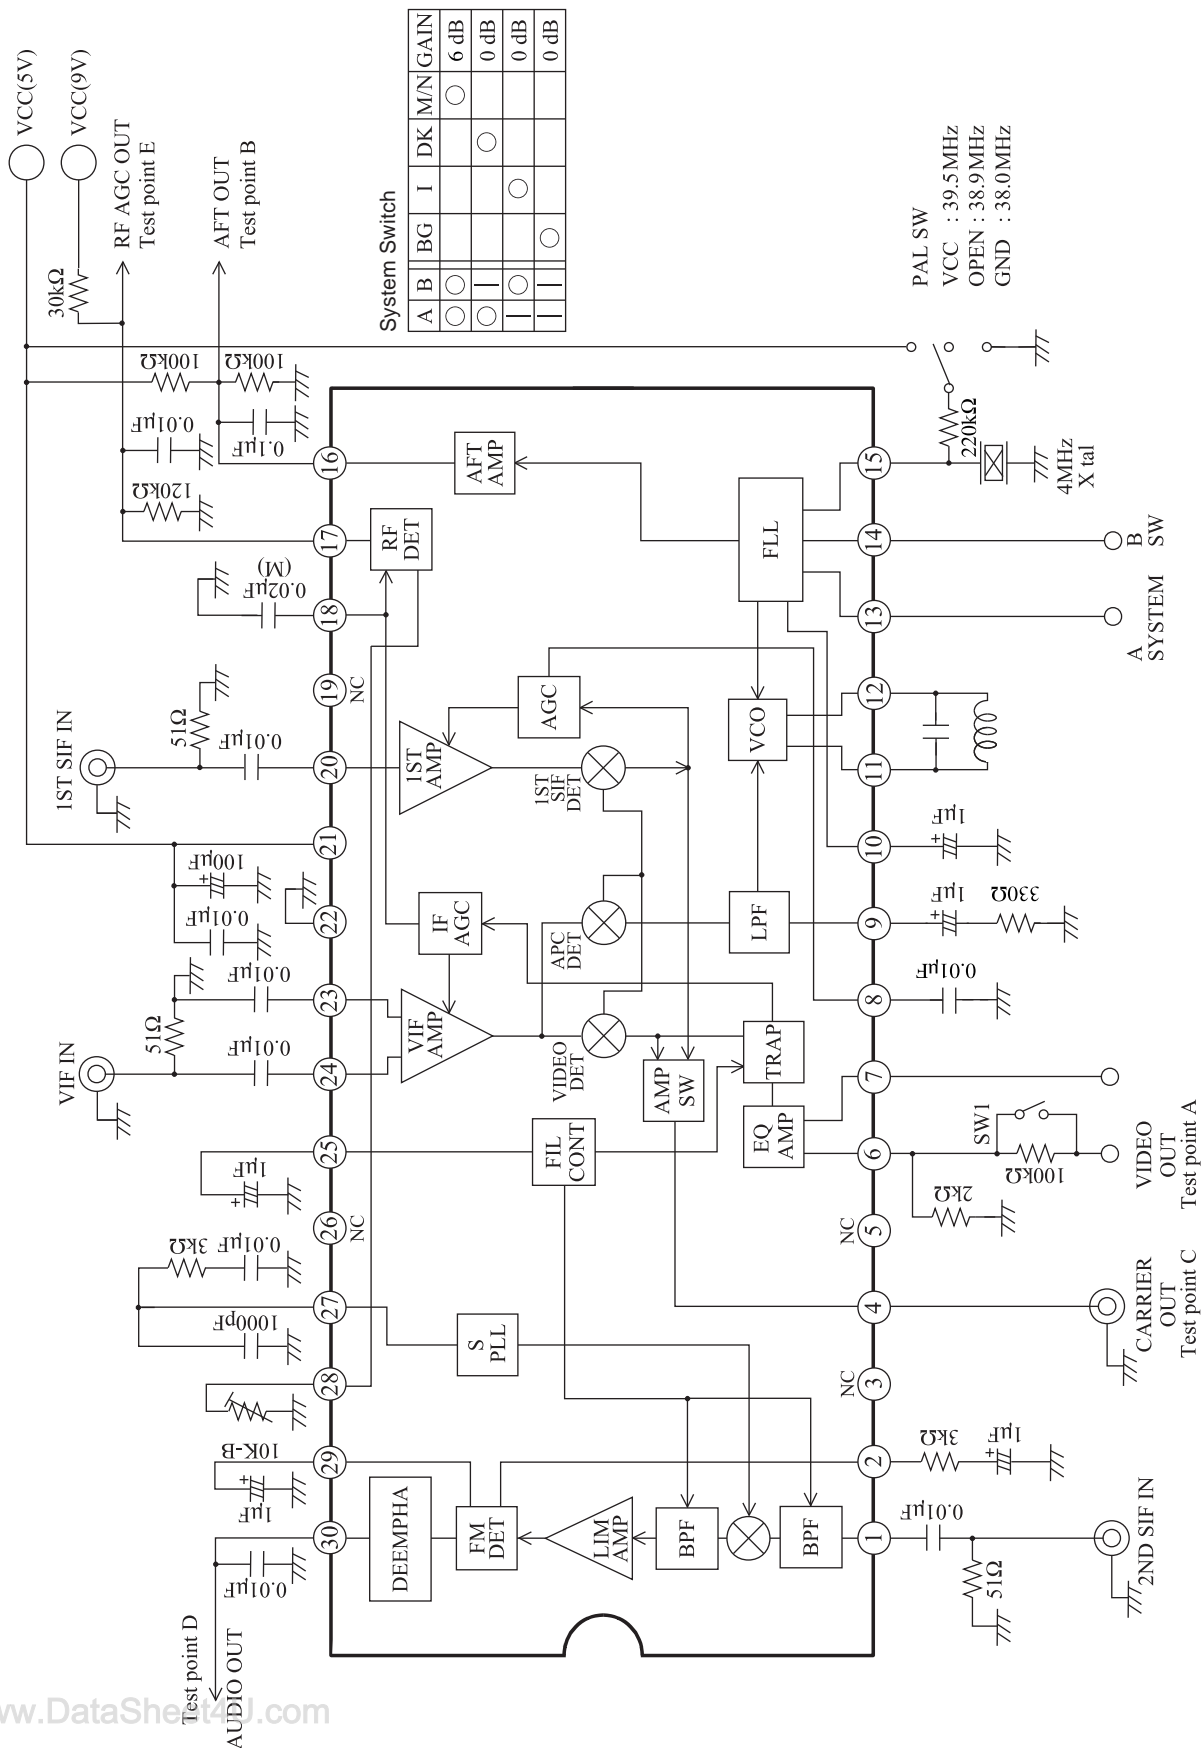 VCC(5V)
VCC(9V)
RF AGC OUT
Test point E
AFT OUT
Test point B
30kΩ
100kΩ
100kΩ
0.01μF
0.1μF
120kΩ
0.02μF
(M)
1ST SIF IN
51Ω
0.01μF
100μF
+
0.01μF
VIF IN
51Ω
0.01μF
0.01μF
1μF
+
3kΩ
0.01μF
1000pF
10K-B
1μF
+
0.01μF
Test point D
AUDIO OUT
System Switch
A B BG I DK M/N GAIN
○ ○ ○ 6 dB
○ — ○ 0 dB
— ○ ○ 0 dB
— — ○ 0 dB
PAL SW
VCC : 39.5MHz
OPEN : 38.9MHz
GND : 38.0MHz
30
29
28
27
26
NC
25
24
23
22
21
20
19
NC
18
17
16
DEEMPHA
FM
DET
LIM
AMP
BPF
BPF
S
PLL
FIL
CONT
VIF
AMP
IF
AGC
VIDEO
DET
APC
DET
AMP
SW
TRAP
EQ
AMP
1ST
AMP
AGC
1ST
SIF
DET
LPF
VCO
RF
DET
AFT
AMP
FLL
1
2
3
NC
4
5
NC
6
7
8
9
10
11
12
13
14
15
0.01μF
51Ω
2ND SIF IN
3kΩ
1μF
+
CARRIER
OUT
Test point C
2kΩ
100kΩ
SW1
VIDEO
OUT
Test point A
0.01μF
1μF
+
330Ω
1μF
+
A
SYSTEM
B
SW
220kΩ
4MHz
X tal
www.DataSheet4U.com